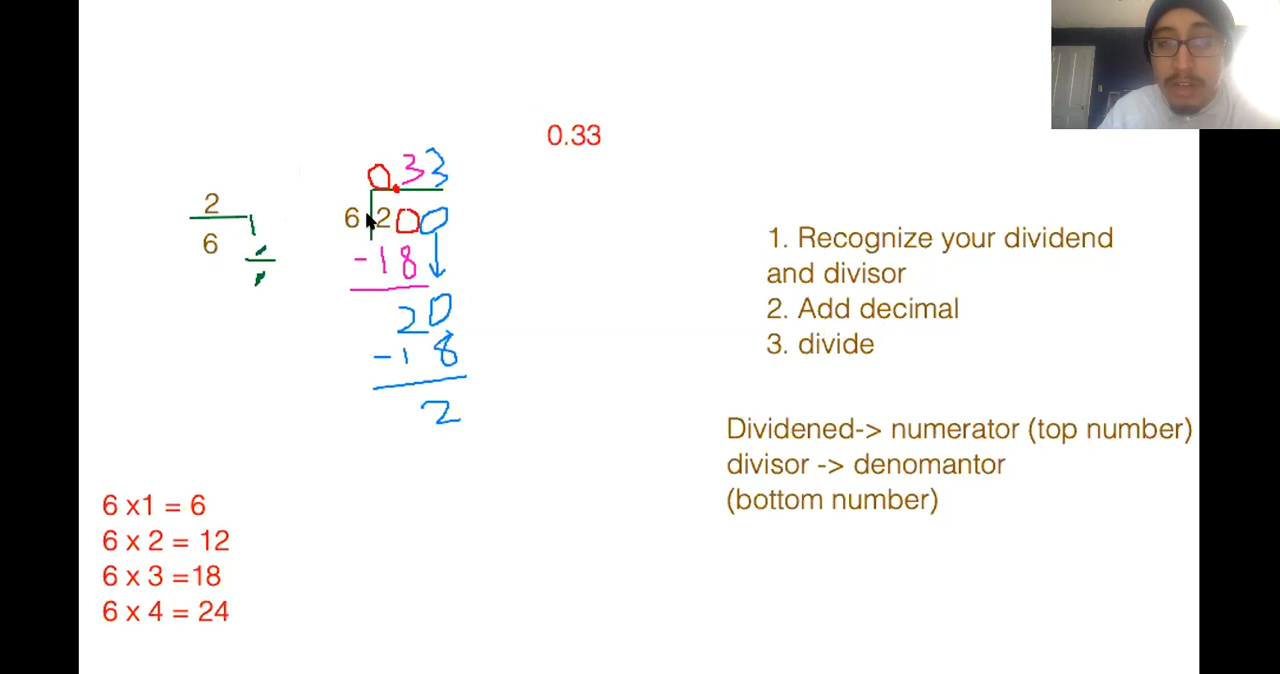 0.33
0.33
2
6
÷
6 200
-18
20
-18
2
1. Recognize your dividend
and divisor
2. Add decimal
3. divide
Dividened-> numerator (top number)
divisor -> denomantor
(bottom number)
6 x1 = 6
6 x 2 = 12
6 x 3 =18
6 x 4 = 24